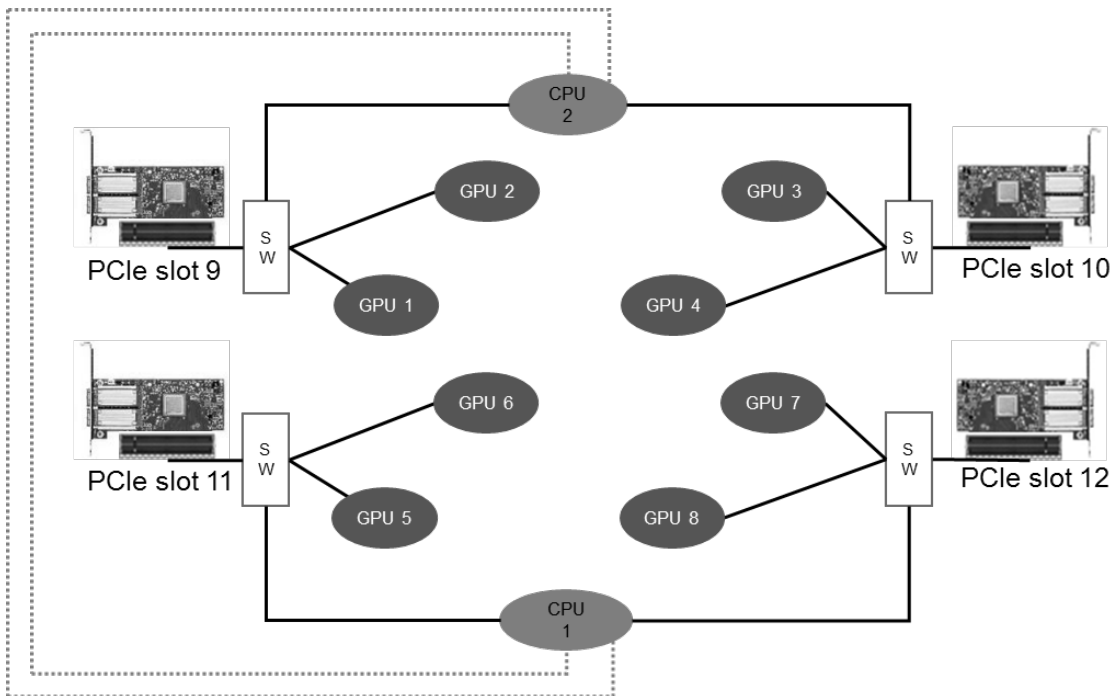 CPU
2
GPU 2
GPU 3
S
W
S
W
PCIe slot 9
PCIe slot 10
GPU 1
GPU 4
GPU 6
GPU 7
S
W
S
W
PCIe slot 11
PCIe slot 12
GPU 5
GPU 8
CPU
1